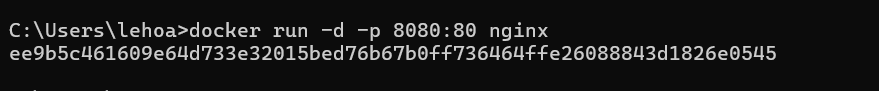 C:\Users\lehoa>docker run -d -p 8080:80 nginx
ee9b5c461609e64d733e32015bed76b67b0ff736464ffe26088843d1826e0545